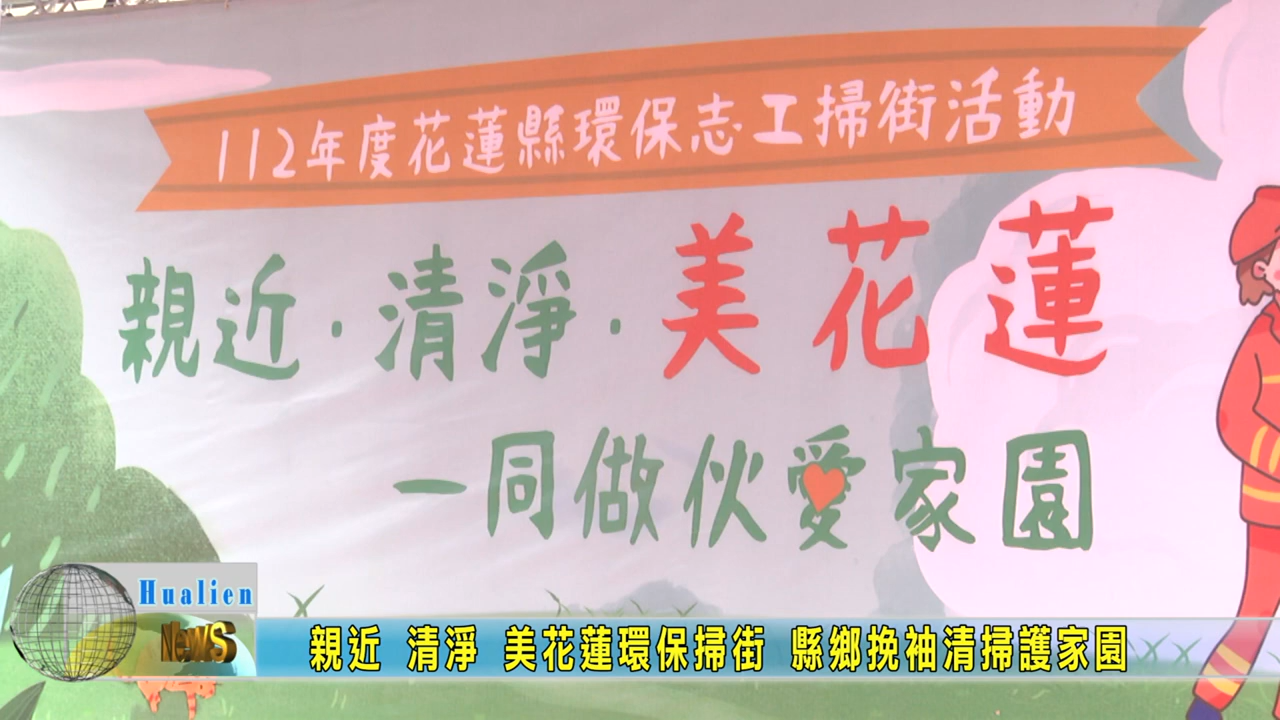 112年度花蓮縣環保志工掃街活動
親近·清淨·美花蓮
一同做伙愛家園
Hualien
News
親近 清淨 美花蓮環保掃街 縣鄉挽袖清掃護家園